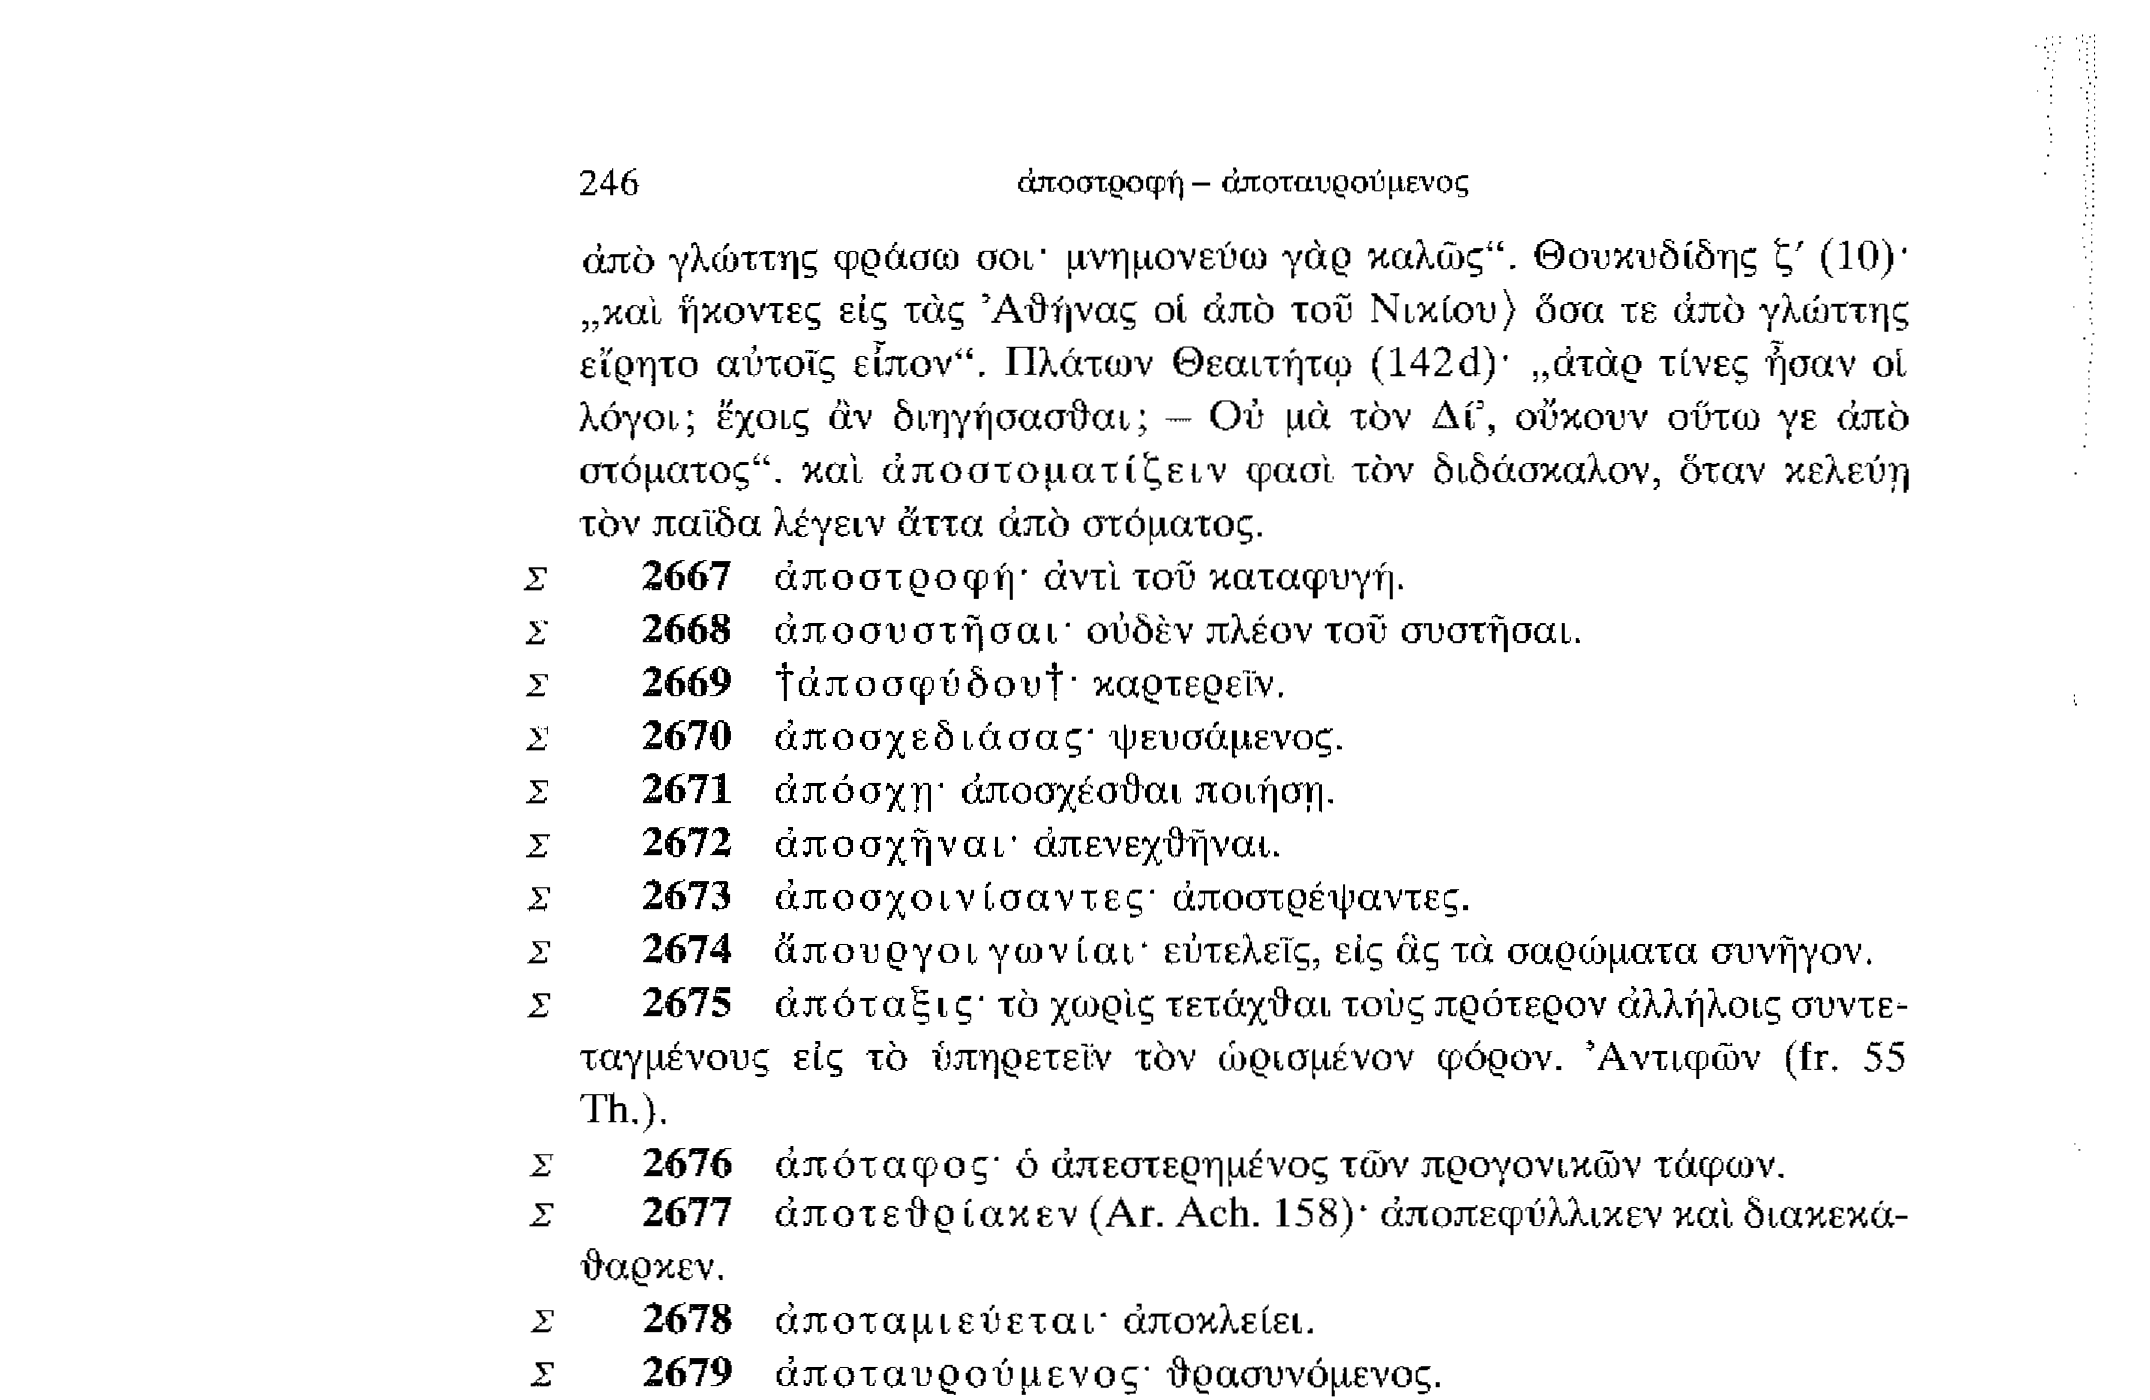 246 ἀποστροφή – ἀποταυρούμενος
ἀπὸ γλώττης φράσω σοι· μνημονεύω γὰρ καλῶς“. Θουκυδίδης ζ′ (10)·
„καὶ ἥκοντες εἰς τὰς Ἀθήνας οἱ ἀπὸ τοῦ Νικίου⟩ ὅσα τε ἀπὸ γλώττης
εἴρητο αὐτοῖς εἶπον“. Πλάτων Θεαιτήτῳ (142d)· „ἀτὰρ τίνες ἦσαν οἱ
λόγοι; ἔχοις ἂν διηγήσασθαι; – Οὐ μὰ τὸν Δί’, οὔκουν οὕτω γε ἀπὸ
στόματος“. καὶ ἀποστοματίζειν φασὶ τὸν διδάσκαλον, ὅταν κελεύῃ
τὸν παῖδα λέγειν ἄττα ἀπὸ στόματος.
Σ 2667 ἀποστροφή· ἀντὶ τοῦ καταφυγή.
Σ 2668 ἀποσυστῆσαι· οὐδὲν πλέον τοῦ συστῆσαι.
Σ 2669 †ἀποσφύδου†· καρτερεῖν.
Σ 2670 ἀποσχεδιάσας· ψευσάμενος.
Σ 2671 ἀπόσχῃ· ἀποσχέσθαι ποιήσῃ.
Σ 2672 ἀποσχῆναι· ἀπενεχθῆναι.
Σ 2673 ἀποσχοινίσαντες· ἀποστρέψαντες.
Σ 2674 ἄπουργοι γωνίαι· εὐτελεῖς, εἰς ἃς τὰ σαρώματα συνῆγον.
Σ 2675 ἀπόταξις· τὸ χωρὶς τετάχθαι τοὺς πρότερον ἀλλήλοις συντε-
ταγμένους εἰς τὸ ὑπηρετεῖν τὸν ὡρισμένον φόρον. Ἀντιφῶν (fr. 55
Th.).
Σ 2676 ἀπόταφος· ὁ ἀπεστερημένος τῶν προγονικῶν τάφων.
Σ 2677 ἀποτεθρίακεν (Ar. Ach. 158)· ἀποπεφύλλικεν καὶ διακεκά-
θαρκεν.
Σ 2678 ἀποταμιεύεται· ἀποκλείει.
Σ 2679 ἀποταυρούμενος· θρασυνόμενος.